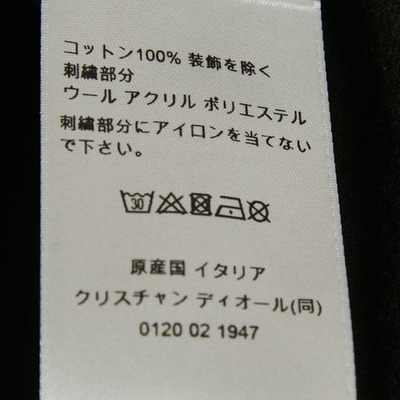 コットン100% 装飾を除く
刺繍部分
ウール アクリル ポリエステル
刺繍部分にアイロンを当てない
で下さい。
30
原産国 イタリア
クリスチャン ディオール(同)
0120 02 1947